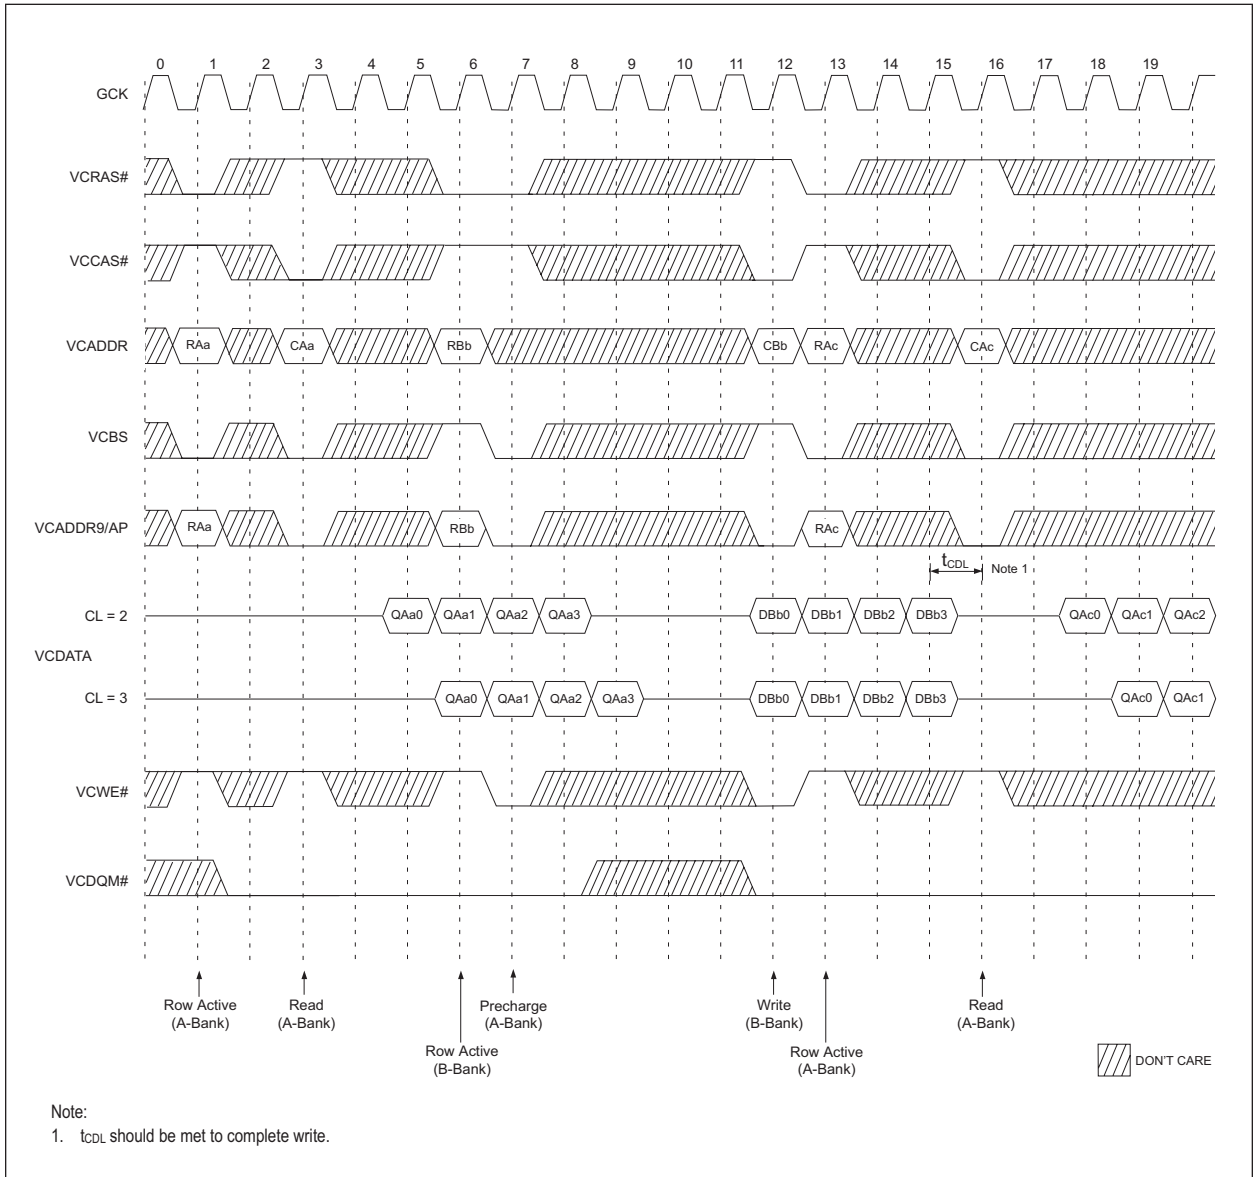 0 1 2 3 4 5 6 7 8 9 10 11 12 13 14 15 16 17 18 19
GCK
VCRAS#
VCCAS#
VCADDR RAa CAa RBb CBb RAc CAc
VCBS
VCADDR9/AP RAa RBb RAc
tCDL Note 1
CL = 2 QAa0 QAa1 QAa2 QAa3 DBb0 DBb1 DBb2 DBb3 QAc0 QAc1 QAc2
VCDATA
CL = 3 QAa0 QAa1 QAa2 QAa3 DBb0 DBb1 DBb2 DBb3 QAc0 QAc1
VCWE#
VCDQM#
Row Active Read Precharge Write Read
(A-Bank) (A-Bank) (A-Bank) (B-Bank) (A-Bank)
Row Active Row Active
(B-Bank) (A-Bank)
DON'T CARE
Note:
1. tCDL should be met to complete write.